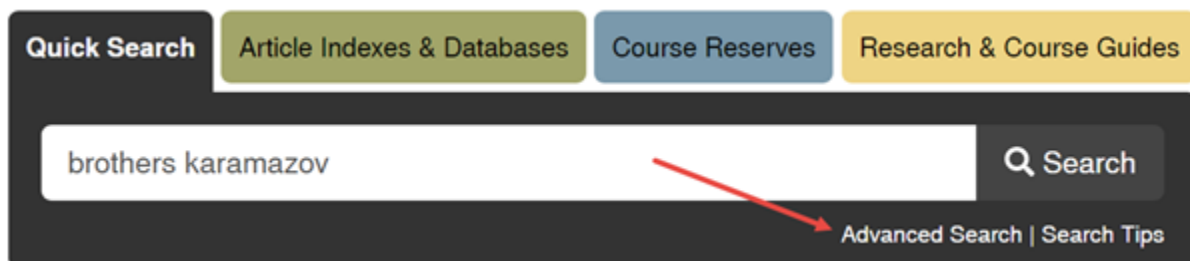 Quick Search Article Indexes & Databases Course Reserves Research & Course Guides
brothers karamazov Search
Advanced Search | Search Tips